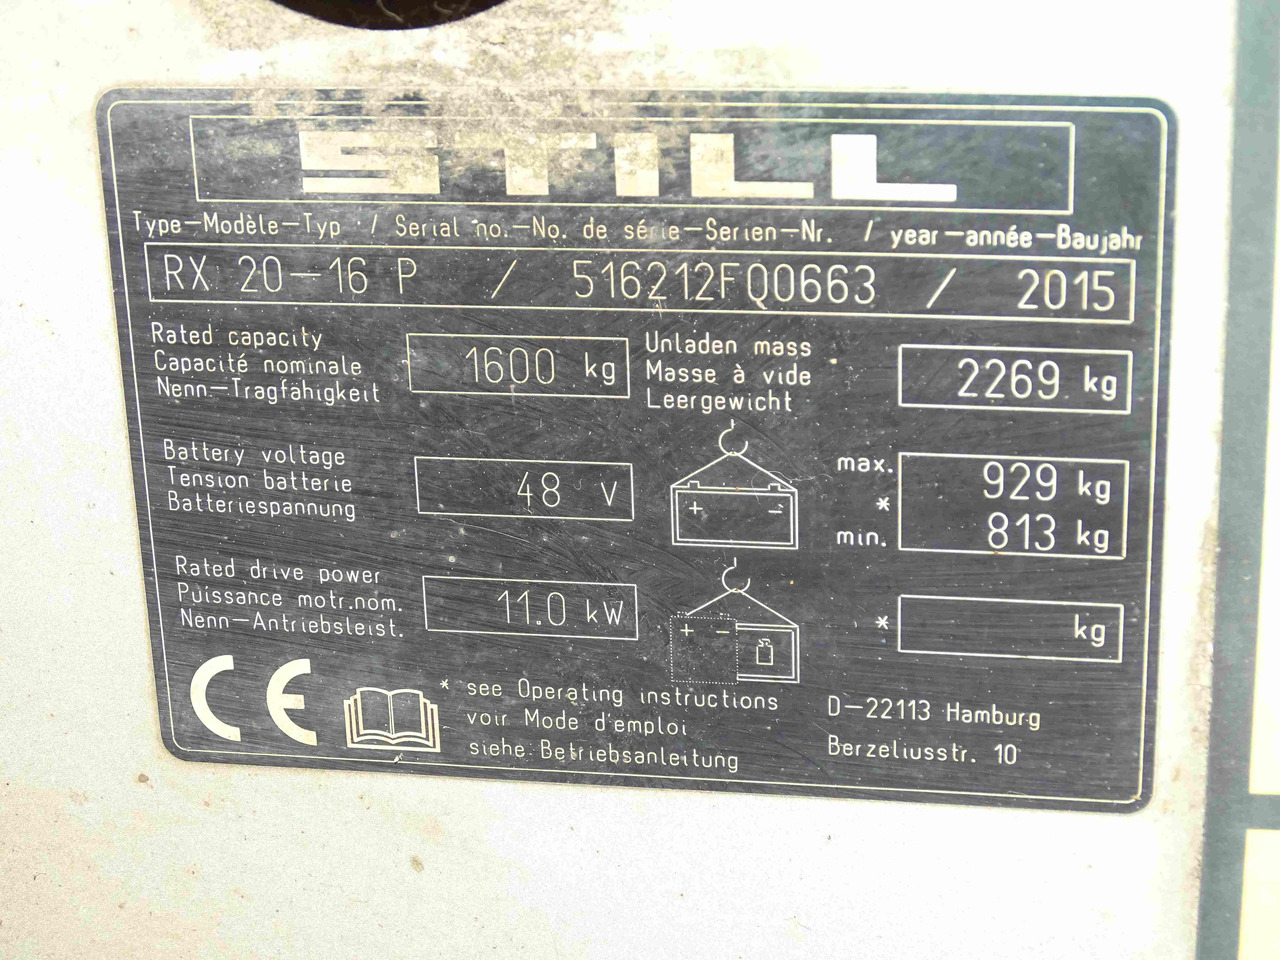 STILL
Type-Modèle-Typ / Serial no.-No. de série-Serien-Nr. / year-année-Baujahr
RX 20-16 P / 516212FQ0663 / 2015
Rated capacity
Capacité nominale
Nenn-Tragfähigkeit
1600 kg
Unladen mass
Masse à vide
Leergewicht
2269 kg
Battery voltage
Tension batterie
Batteriespannung
48 V
+ -
max.
*
min.
929 kg
813 kg
Rated drive power
Puissance motr.nom.
Nenn-Antriebsleist.
11.0 kW
+ -
* kg
CE
* see Operating instructions
voir Mode d'emploi
siehe Betriebsanleitung
D-22113 Hamburg
Berzeliusstr. 10